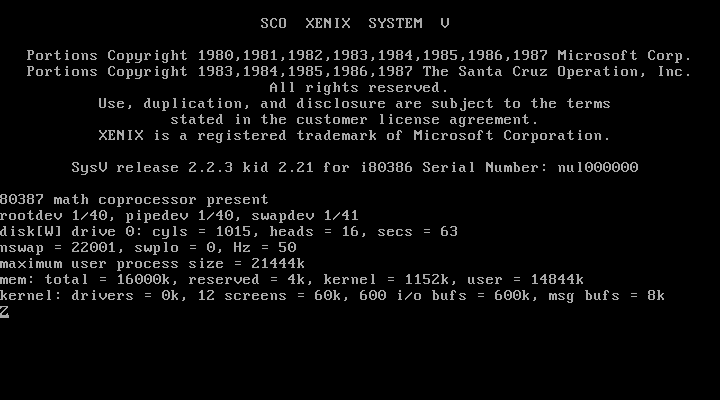 SCO XENIX SYSTEM V
Portions Copyright 1980,1981,1982,1983,1984,1985,1986,1987 Microsoft Corp.
Portions Copyright 1983,1984,1985,1986,1987 The Santa Cruz Operation, Inc.
All rights reserved.
Use, duplication, and disclosure are subject to the terms
stated in the customer license agreement.
XENIX is a registered trademark of Microsoft Corporation.
SysV release 2.2.3 kid 2.21 for i80386 Serial Number: nul000000
80387 math coprocessor present
rootdev 1/40, pipedev 1/40, swapdev 1/41
disk[W] drive 0: cyls = 1015, heads = 16, secs = 63
nswap = 22001, swplo = 0, Hz = 50
maximum user process size = 21444k
mem: total = 16000k, reserved = 4k, kernel = 1152k, user = 14844k
kernel: drivers = 0k, 12 screens = 60k, 600 i/o bufs = 600k, msg bufs = 8k
Z